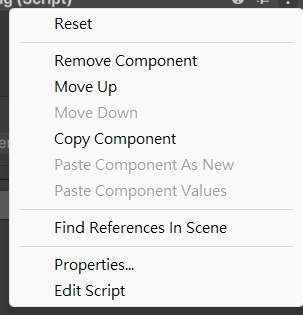 (Script)
Reset
Remove Component
Move Up
Move Down
Copy Component
Paste Component As New
Paste Component Values
Find References In Scene
Properties...
Edit Script